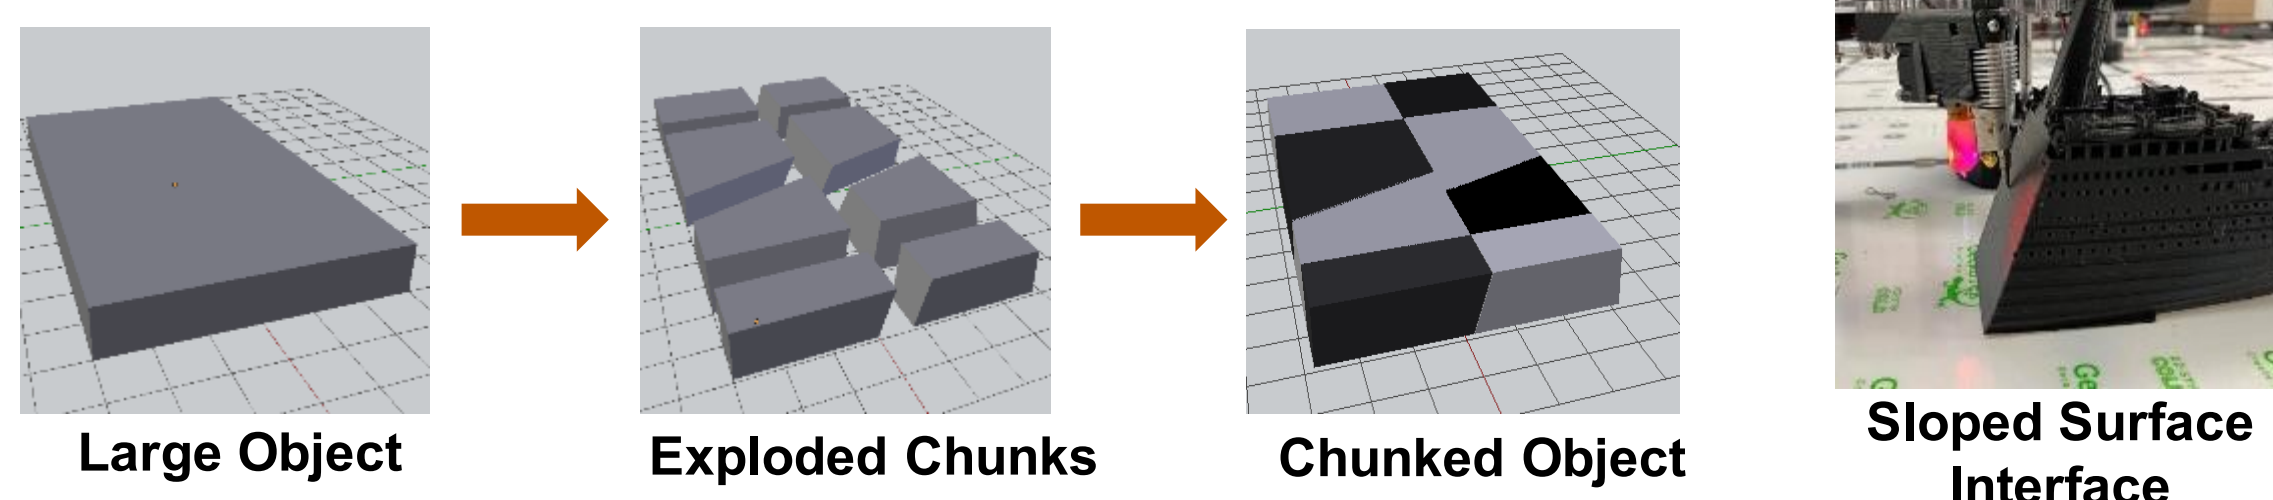 Large Object
Exploded Chunks
Chunked Object
Sloped Surface
Interface